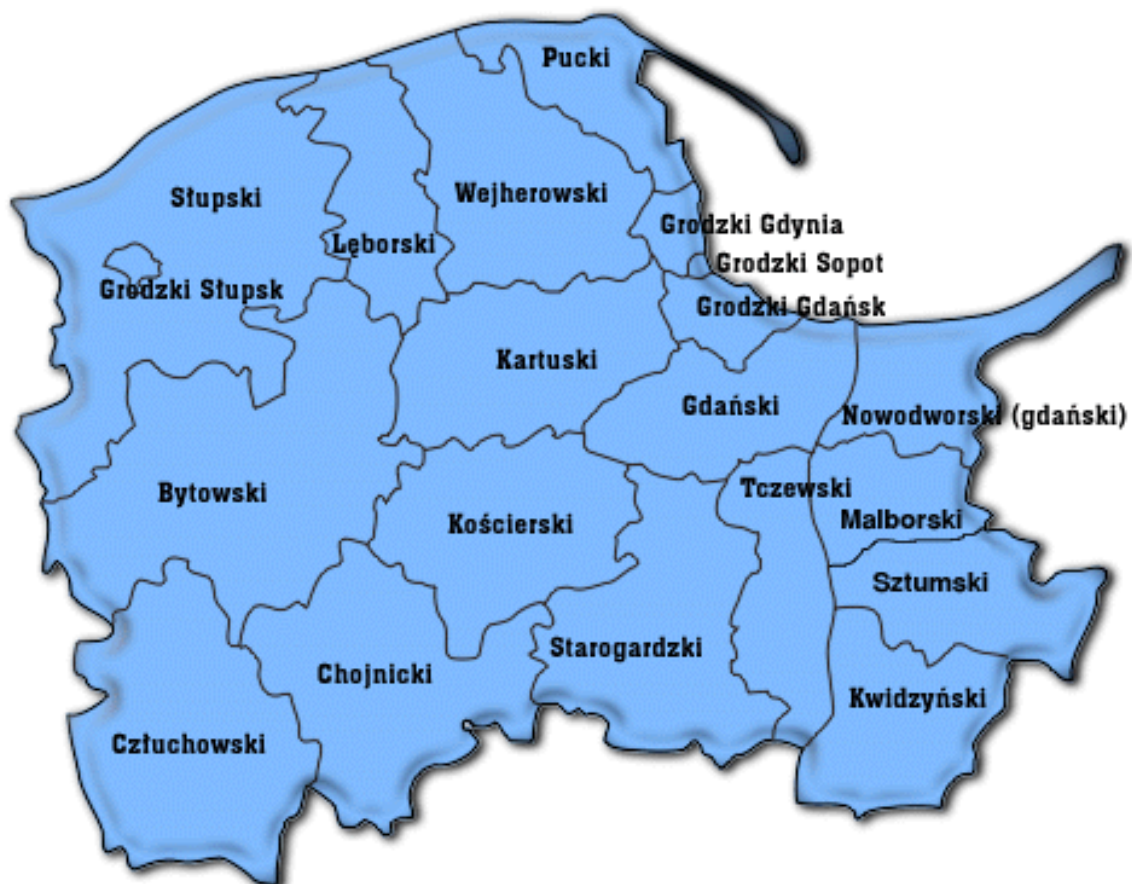 Pucki
Słupski
Wejherowski
Grodzki Gdynia
Lęborski
Grodzki Sopot
Grodzki Słupsk
Grodzki Gdańsk
Kartuski
Gdański
Nowodworski (gdański)
Bytowski
Tczewski
Kościerski
Malborski
Sztumski
Starogardzki
Chojnicki
Kwidzyński
Człuchowski